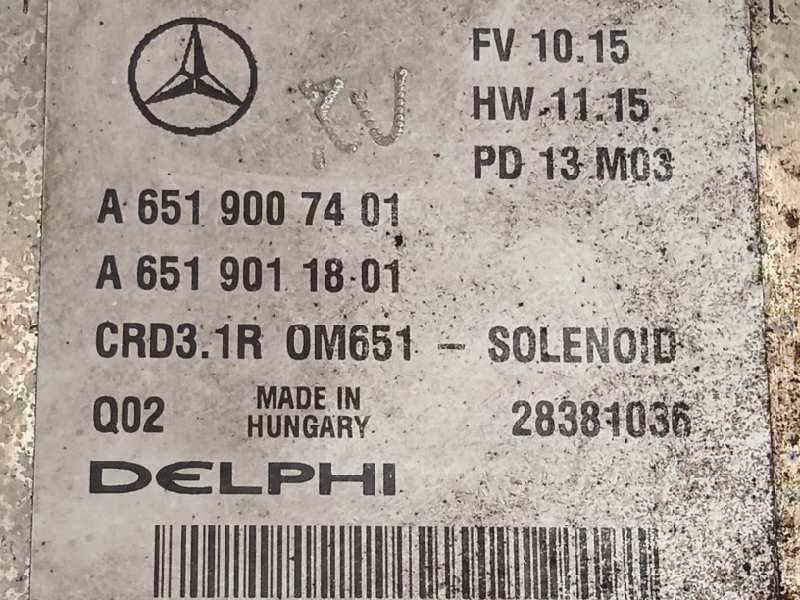 FV 10.15
HW 11.15
PD 13 M03
A 651 900 74 01
A 651 901 18 01
CRD3.1R OM651 - SOLENOID
Q02 MADE IN HUNGARY 28381036
DELPHI